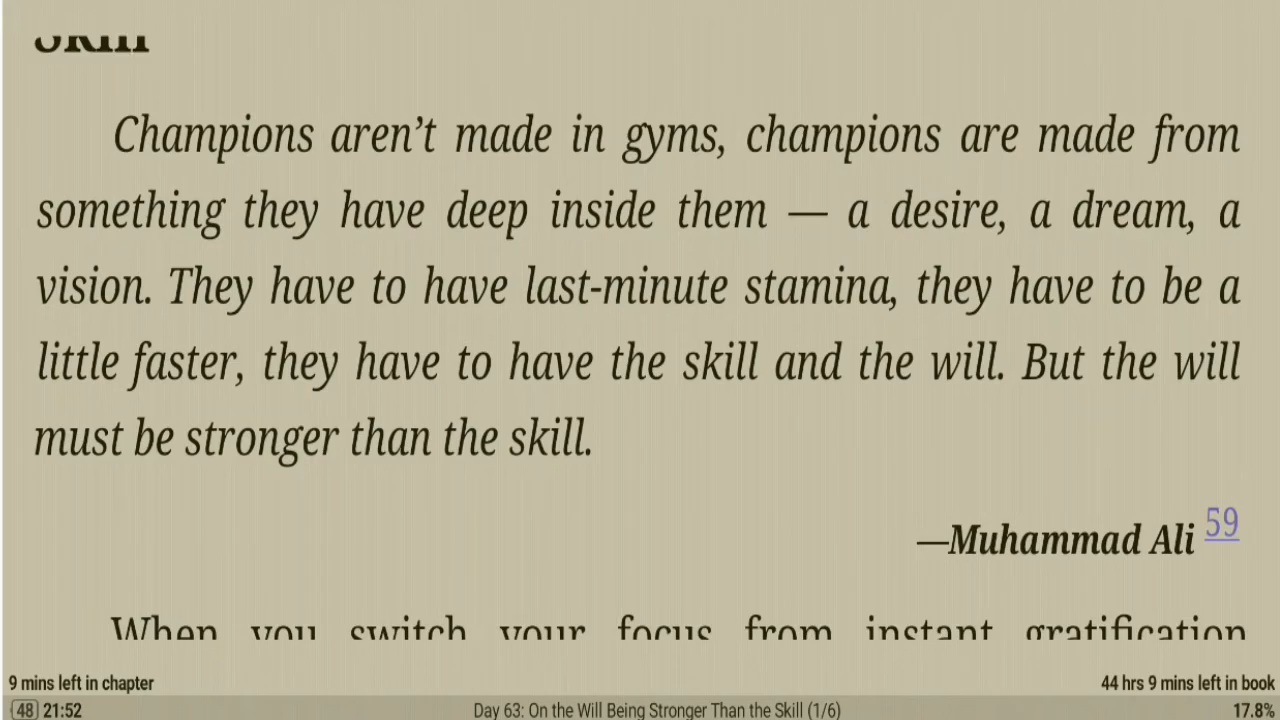 Skill
Champions aren’t made in gyms, champions are made from
something they have deep inside them — a desire, a dream, a
vision. They have to have last-minute stamina, they have to be a
little faster, they have to have the skill and the will. But the will
must be stronger than the skill.
—Muhammad Ali 59
When you switch your focus from instant gratification
9 mins left in chapter
44 hrs 9 mins left in book
48 21:52
Day 63: On the Will Being Stronger Than the Skill (1/6)
17.8%